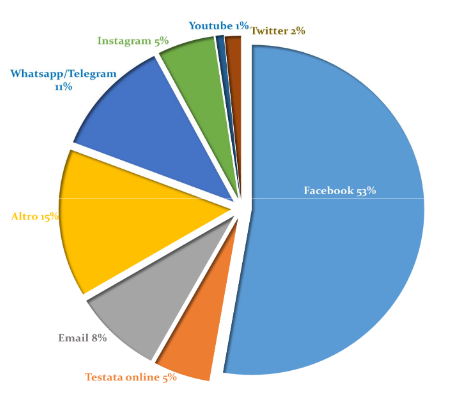 Youtube 1%
Twitter 2%
Instagram 5%
Whatsapp/Telegram
11%
Facebook 53%
Altro 15%
Email 8%
Testata online 5%